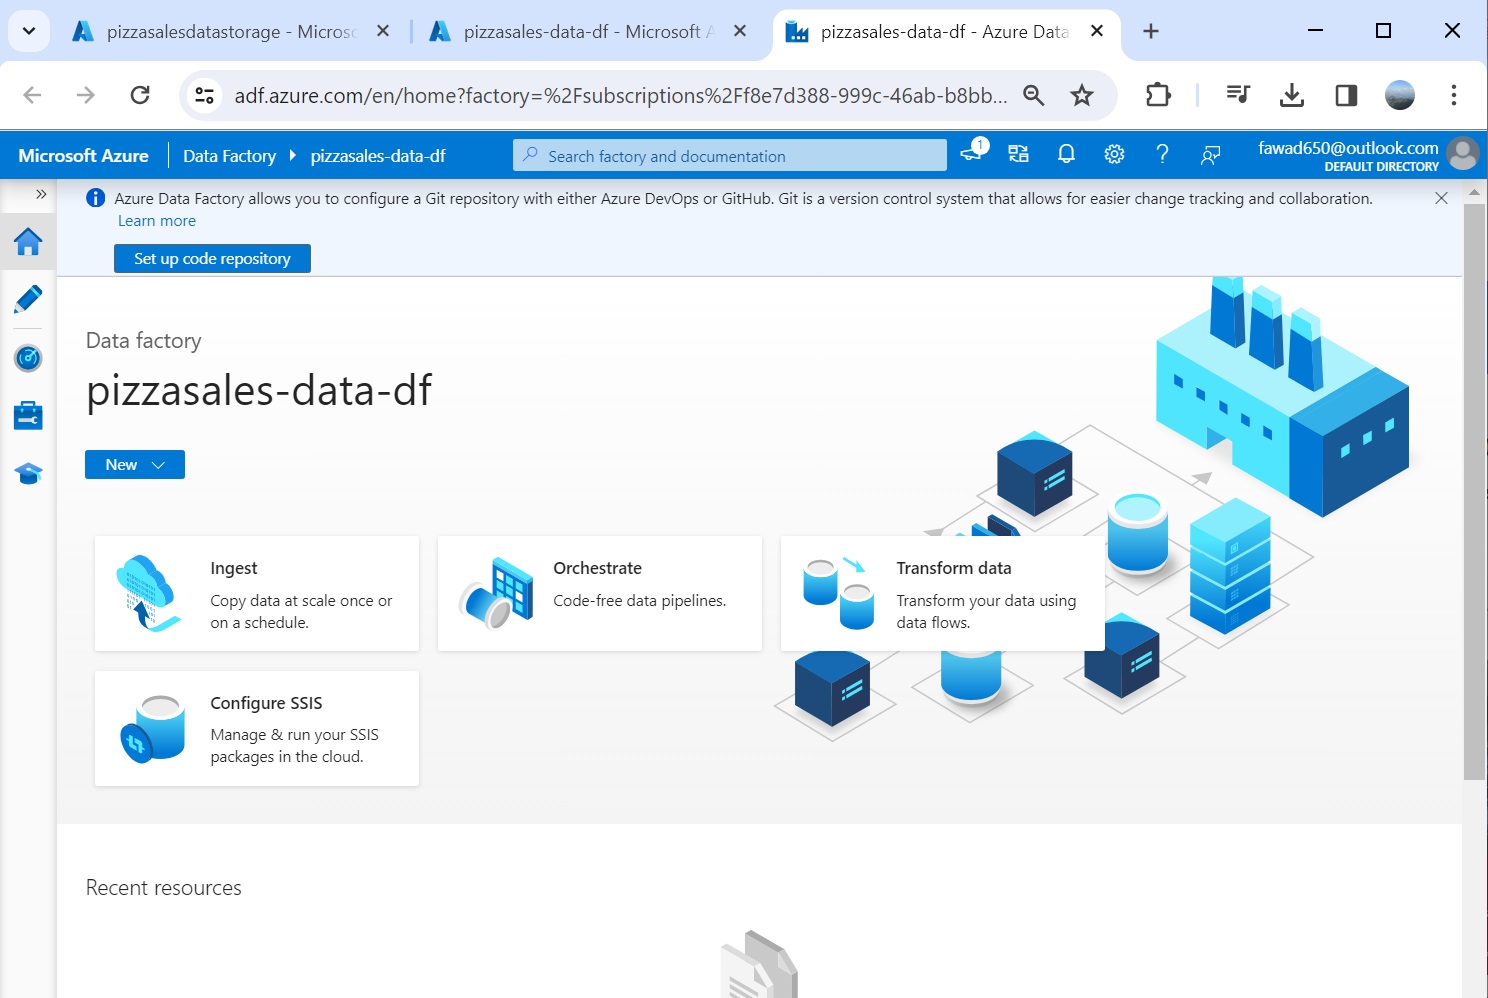 pizzasalesdatastorage - Microsc
pizzasales-data-df - Microsoft A
pizzasales-data-df - Azure Data
adf.azure.com/en/home?factory=%2Fsubscriptions%2Ff8e7d388-999c-46ab-b8bb...
Microsoft Azure
Data Factory
pizzasales-data-df
Search factory and documentation
1
fawad650@outlook.com
DEFAULT DIRECTORY
Azure Data Factory allows you to configure a Git repository with either Azure DevOps or GitHub. Git is a version control system that allows for easier change tracking and collaboration.
Learn more
Set up code repository
Data factory
pizzasales-data-df
New
Ingest
Copy data at scale once or
on a schedule.
Orchestrate
Code-free data pipelines.
Transform data
Transform your data using
data flows.
Configure SSIS
Manage & run your SSIS
packages in the cloud.
Recent resources